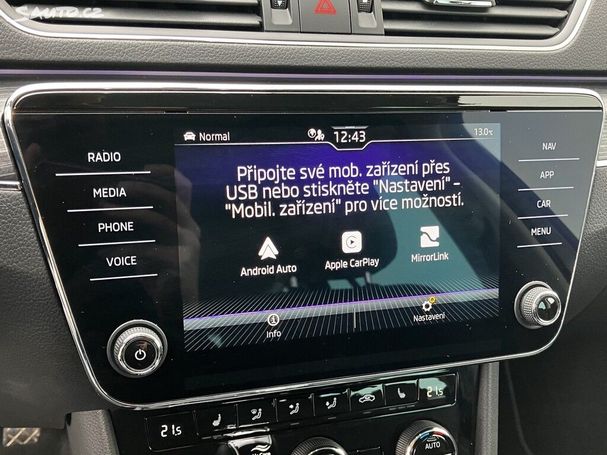 SAUTO.CZ
Normal
12:43
13.0°C
RADIO
MEDIA
PHONE
VOICE
Připojte své mob. zařízení přes
USB nebo stiskněte "Nastavení" –
"Mobil. zařízení" pro více možností.
Android Auto
Apple CarPlay
MirrorLink
Info
Nastavení
NAV
APP
CAR
MENU
21.5
21.5
AUTO